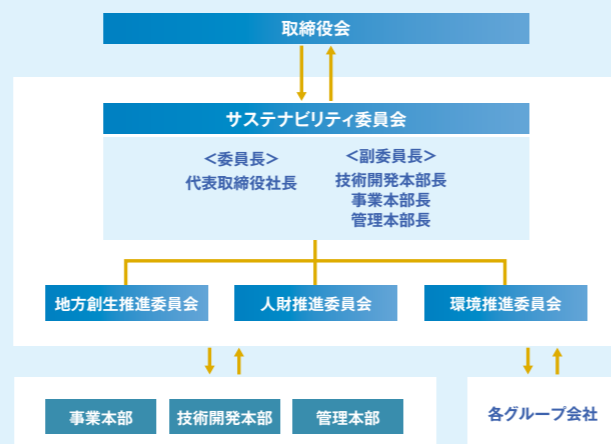 取締役会
サステナビリティ委員会
＜委員長＞
代表取締役社長
＜副委員長＞
技術開発本部長
事業本部長
管理本部長
地方創生推進委員会
人財推進委員会
環境推進委員会
事業本部
技術開発本部
管理本部
各グループ会社